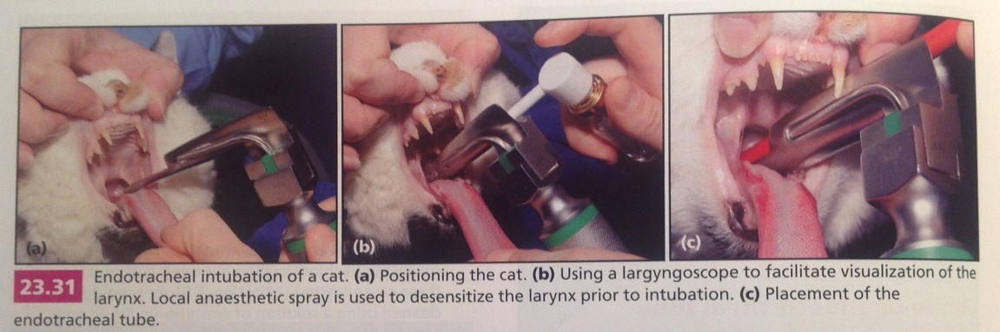 (a)
(b)
(c)
23.31
Endotracheal intubation of a cat. (a) Positioning the cat. (b) Using a largyngoscope to facilitate visualization of the
larynx. Local anaesthetic spray is used to desensitize the larynx prior to intubation. (c) Placement of the
endotracheal tube.